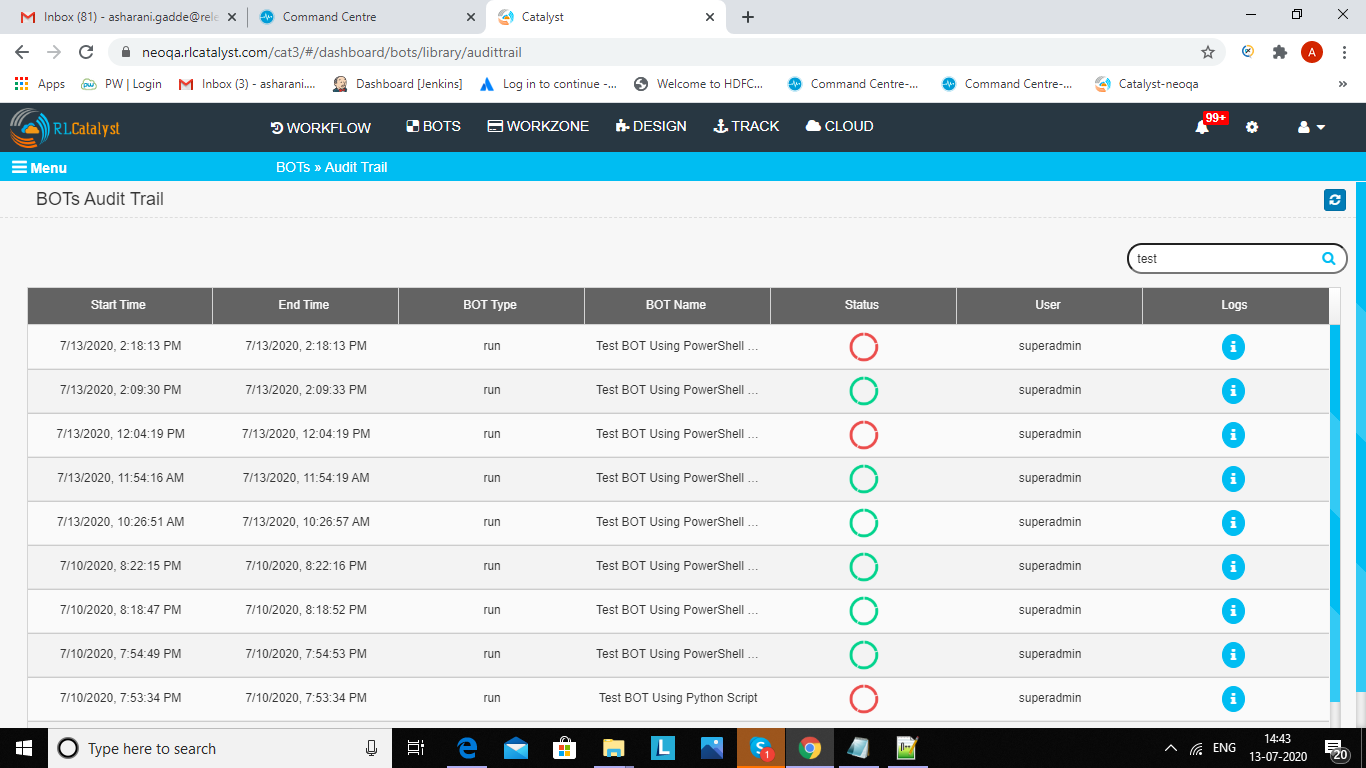 Inbox (81) - asharani.gadde@rele
Command Centre
Catalyst
neoqa.rlcatalyst.com/cat3/#/dashboard/bots/library/audittrail
A
Apps
PW | Login
Inbox (3) - asharani....
Dashboard [Jenkins]
Log in to continue -...
Welcome to HDFC...
Command Centre-...
Command Centre-...
Catalyst-neoqa
»
RLCatalyst
WORKFLOW
BOTS
WORKZONE
DESIGN
TRACK
CLOUD
99+
Menu
BOTs » Audit Trail
BOTs Audit Trail
test
Start Time End Time BOT Type BOT Name Status User Logs
7/13/2020, 2:18:13 PM 7/13/2020, 2:18:13 PM run Test BOT Using PowerShell ... superadmin
7/13/2020, 2:09:30 PM 7/13/2020, 2:09:33 PM run Test BOT Using PowerShell ... superadmin
7/13/2020, 12:04:19 PM 7/13/2020, 12:04:19 PM run Test BOT Using PowerShell ... superadmin
7/13/2020, 11:54:16 AM 7/13/2020, 11:54:19 AM run Test BOT Using PowerShell ... superadmin
7/13/2020, 10:26:51 AM 7/13/2020, 10:26:57 AM run Test BOT Using PowerShell ... superadmin
7/10/2020, 8:22:15 PM 7/10/2020, 8:22:16 PM run Test BOT Using PowerShell ... superadmin
7/10/2020, 8:18:47 PM 7/10/2020, 8:18:52 PM run Test BOT Using PowerShell ... superadmin
7/10/2020, 7:54:49 PM 7/10/2020, 7:54:53 PM run Test BOT Using PowerShell ... superadmin
7/10/2020, 7:53:34 PM 7/10/2020, 7:53:34 PM run Test BOT Using Python Script superadmin
Type here to search
L
S
1
ENG
14:43
13-07-2020
20